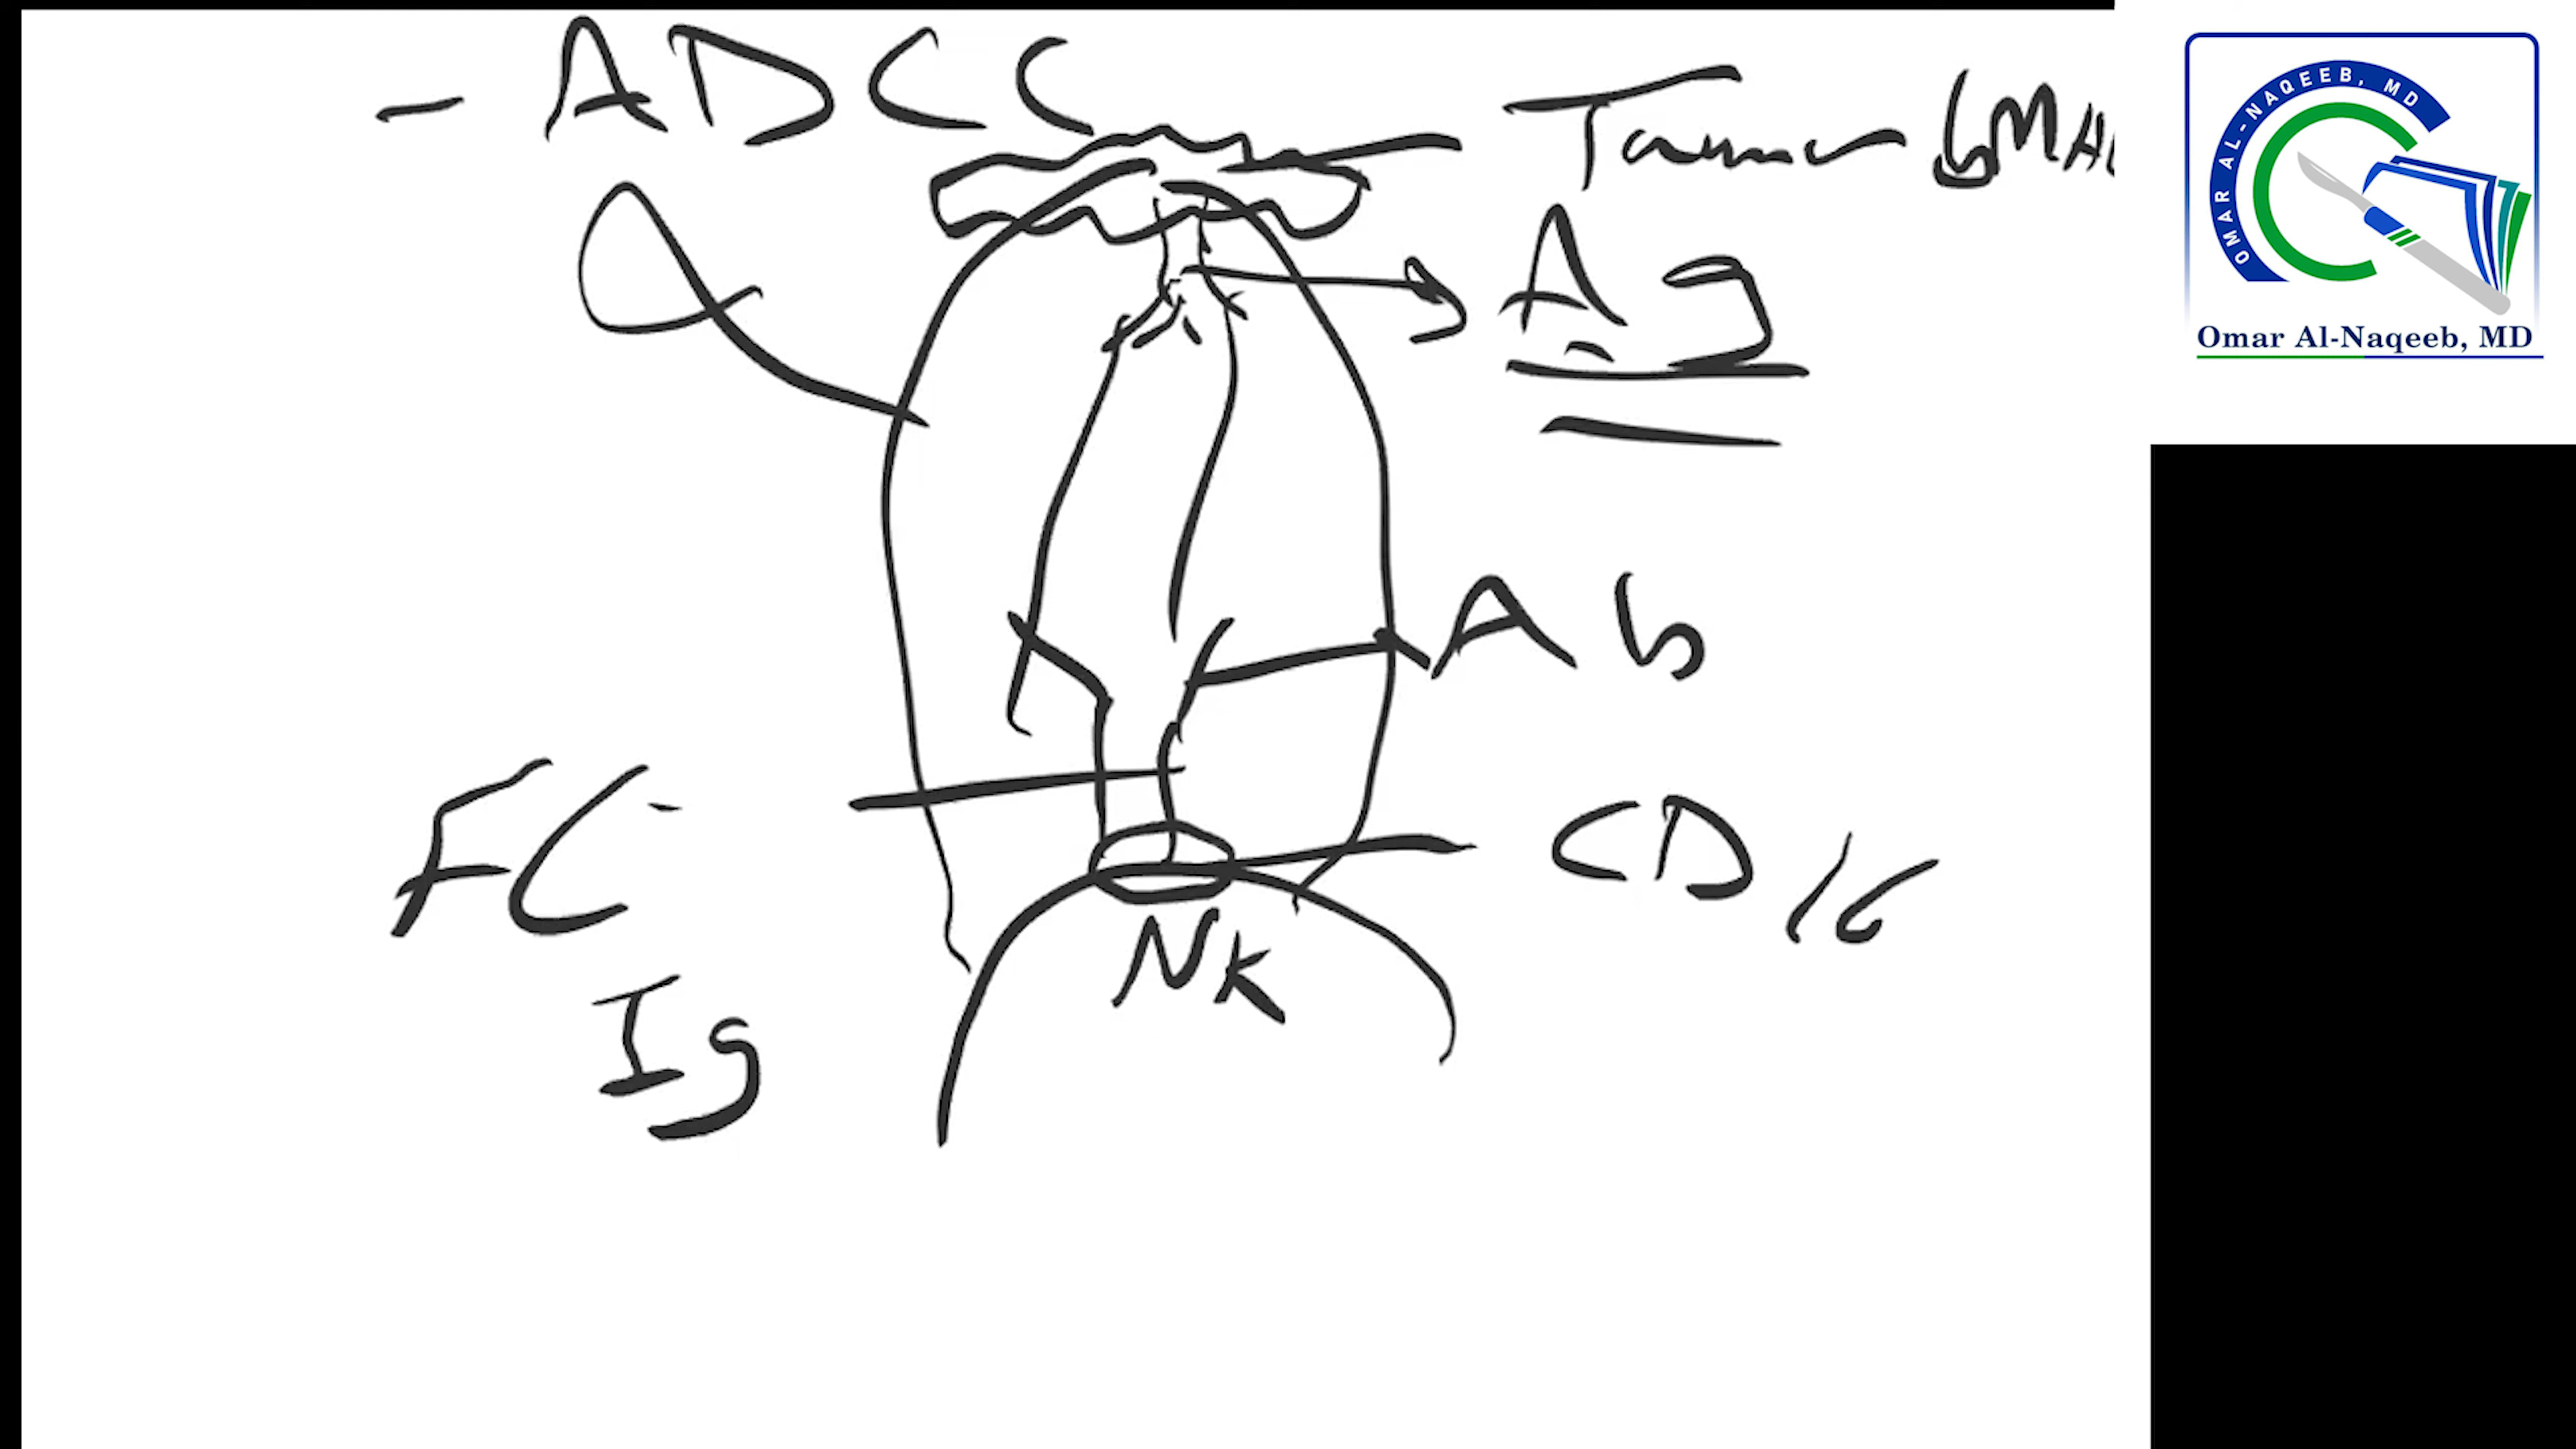 - ADCC
Tumor
Ag
Ab
FC
CD16
Ig
NK
OMAR AL-NAQEEB, MD
Omar Al-Naqeeb, MD